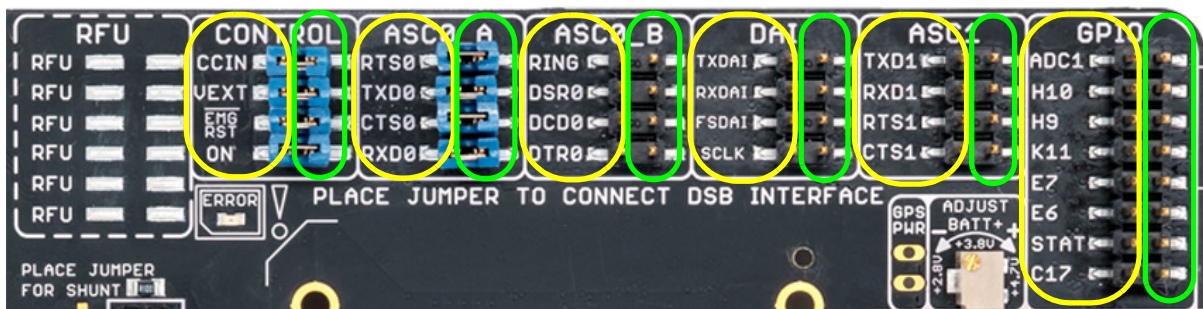 RFU
RFU
RFU
RFU
RFU
RFU
RFU
CONTROL
CCIN
VEXT
EMG
RST
ON
ASC0_A
RTS0
TXD0
CTS0
RXD0
ASC0_B
RING
DSR0
DCD0
DTR0
DAI
TXDAI
RXDAI
FSDAI
SCLK
ASC1
TXD1
RXD1
RTS1
CTS1
GPIO
ADC1
H10
H9
K11
E7
E6
STAT
C17
ERROR
PLACE JUMPER TO CONNECT DSB INTERFACE
GPS
PWR
ADJUST
BATT+
- +
+3.8V
+2.8V
+4.7V
PLACE JUMPER
FOR SHUNT